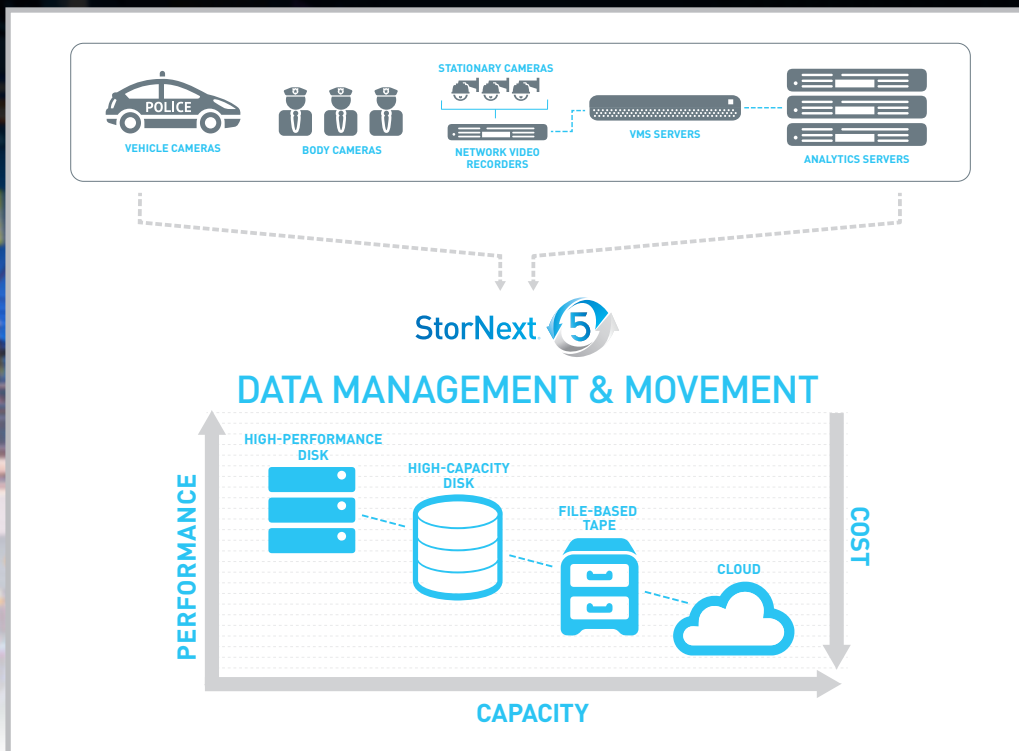 POLICE
VEHICLE CAMERAS
BODY CAMERAS
STATIONARY CAMERAS
NETWORK VIDEO
RECORDERS
VMS SERVERS
ANALYTICS SERVERS
StorNext 5
DATA MANAGEMENT & MOVEMENT
PERFORMANCE
HIGH-PERFORMANCE
DISK
HIGH-CAPACITY
DISK
FILE-BASED
TAPE
CLOUD
COST
CAPACITY